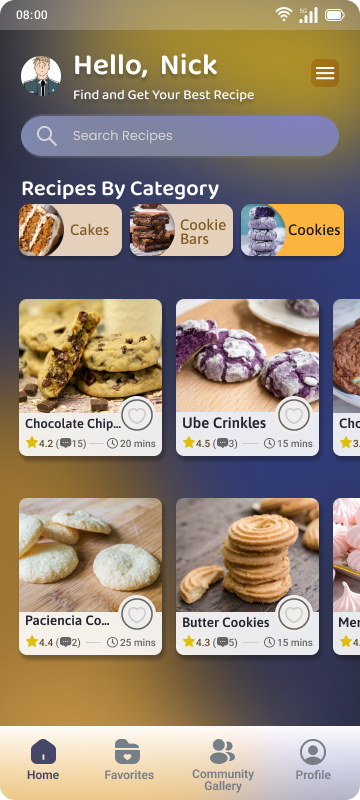 08:00
5G
Hello, Nick
Find and Get Your Best Recipe
Search Recipes
Recipes By Category
Cakes
Cookie
Bars
Cookies
Chocolate Chip...
4.2 (15)
20 mins
Ube Crinkles
4.5 (3)
15 mins
Cho
3.
Paciencia Co...
4.4 (2)
25 mins
Butter Cookies
4.3 (5)
15 mins
Mer
4.
Home
Favorites
Community
Gallery
Profile